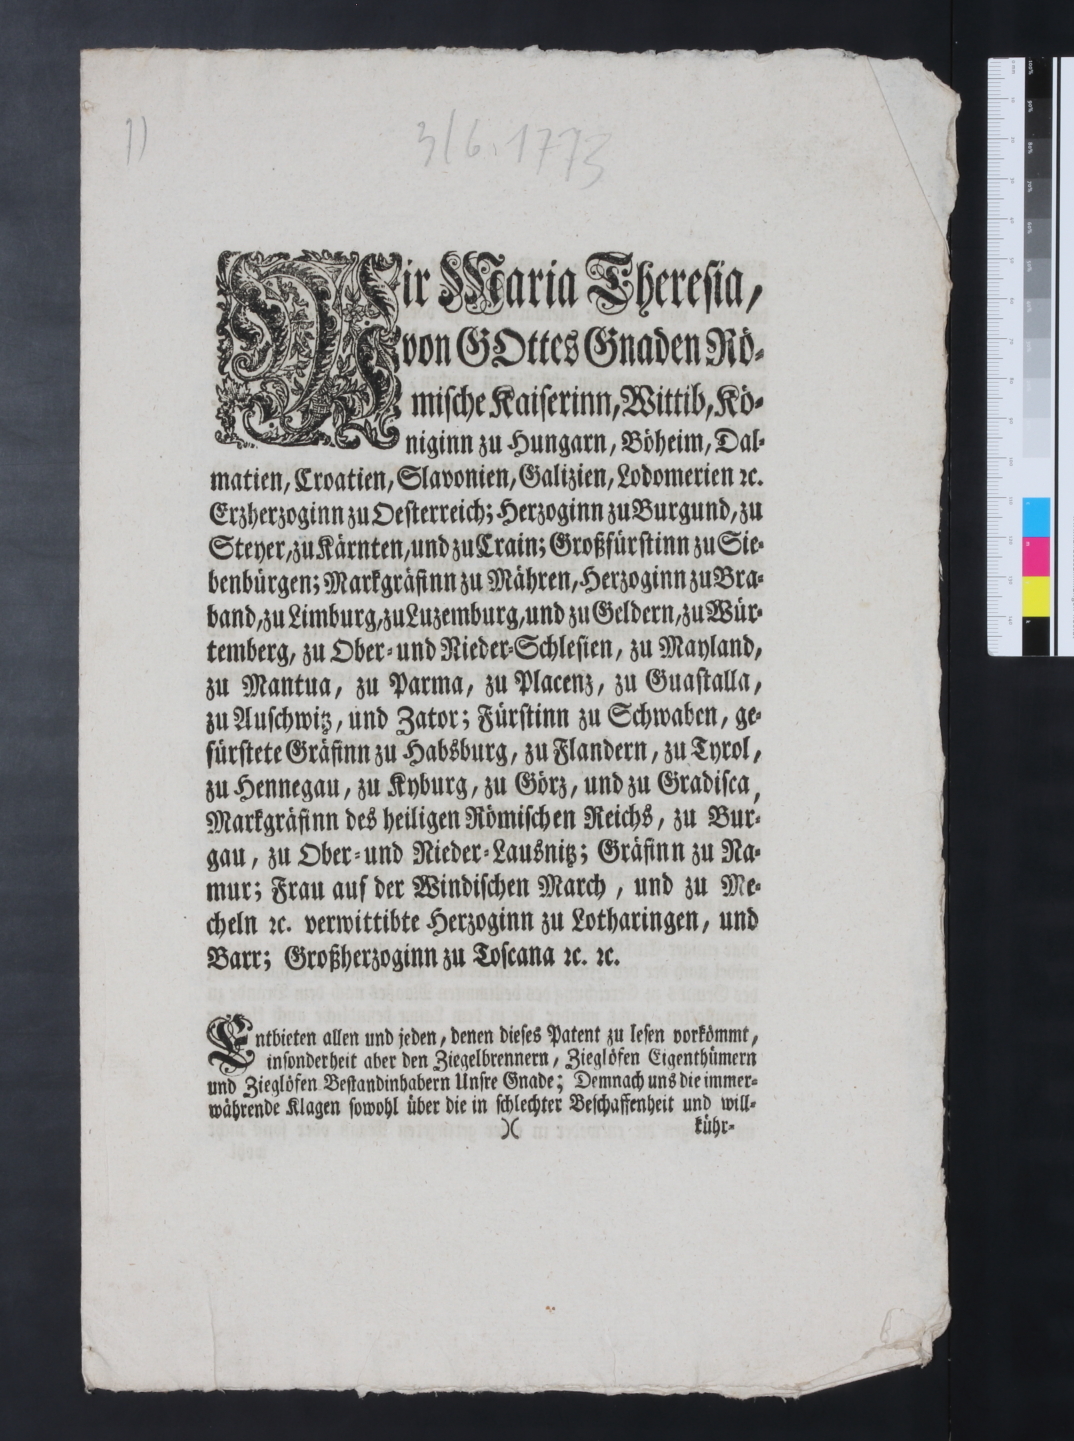 1)
3/6. 1773
Wir Maria Theresia,
von GOttes Gnaden Rö-
mische Kaiserinn, Wittib, Kö-
niginn zu Hungarn, Böheim, Dal-
matien, Croatien, Slavonien, Galizien, Lodomerien ꝛc.
Erzherzoginn zu Oesterreich; Herzoginn zu Burgund, zu
Steyer, zu Kärnten, und zu Crain; Großfürstinn zu Sie-
benbürgen; Markgräfinn zu Mähren, Herzoginn zu Bra-
band, zu Limburg, zu Luzemburg, und zu Geldern, zu Wür-
temberg, zu Ober- und Nieder-Schlesien, zu Mayland,
zu Mantua, zu Parma, zu Placenz, zu Guastalla,
zu Auschwitz, und Zator; Fürstinn zu Schwaben, ge-
fürstete Gräfinn zu Habsburg, zu Flandern, zu Tyrol,
zu Hennegau, zu Kyburg, zu Görz, und zu Gradisca,
Markgräfinn des heiligen Römischen Reichs, zu Bur-
gau, zu Ober- und Nieder-Lausnitz; Gräfinn zu Na-
mur; Frau auf der Windischen March, und zu Me-
cheln ꝛc. verwittibte Herzoginn zu Lotharingen, und
Barr; Großherzoginn zu Toscana ꝛc. ꝛc.
Entbieten allen und jeden, denen dieses Patent zu lesen vorkömmt,
insonderheit aber den Ziegelbrennern, Zieglöfen Eigenthümern
und Zieglöfen Bestandinhabern Unsre Gnade; Demnach uns die immer-
währende Klagen sowohl über die in schlechter Beschaffenheit und will-
)( kühr-